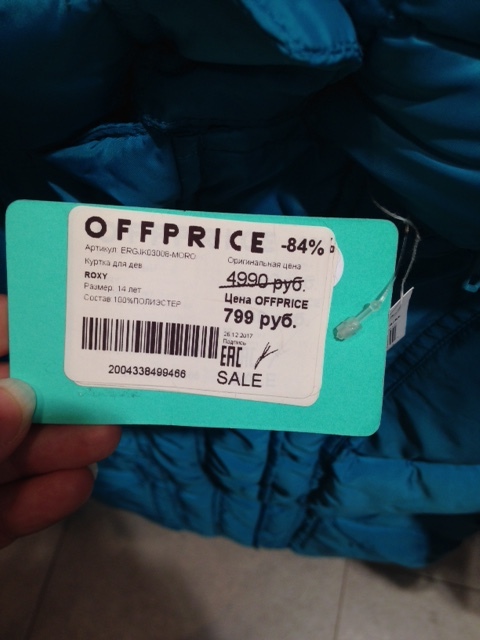 OFFPRICE -84%
Артикул: ERGJK03008-MORO
Куртка для дев.
ROXY
Размер: 14 лет
Состав:100%ПОЛИЭСТЕР
Оригинальная цена
4990 руб.
Цена OFFPRICE
799 руб.
26.12.2017
Подпись
EAC
SALE
2004338499466